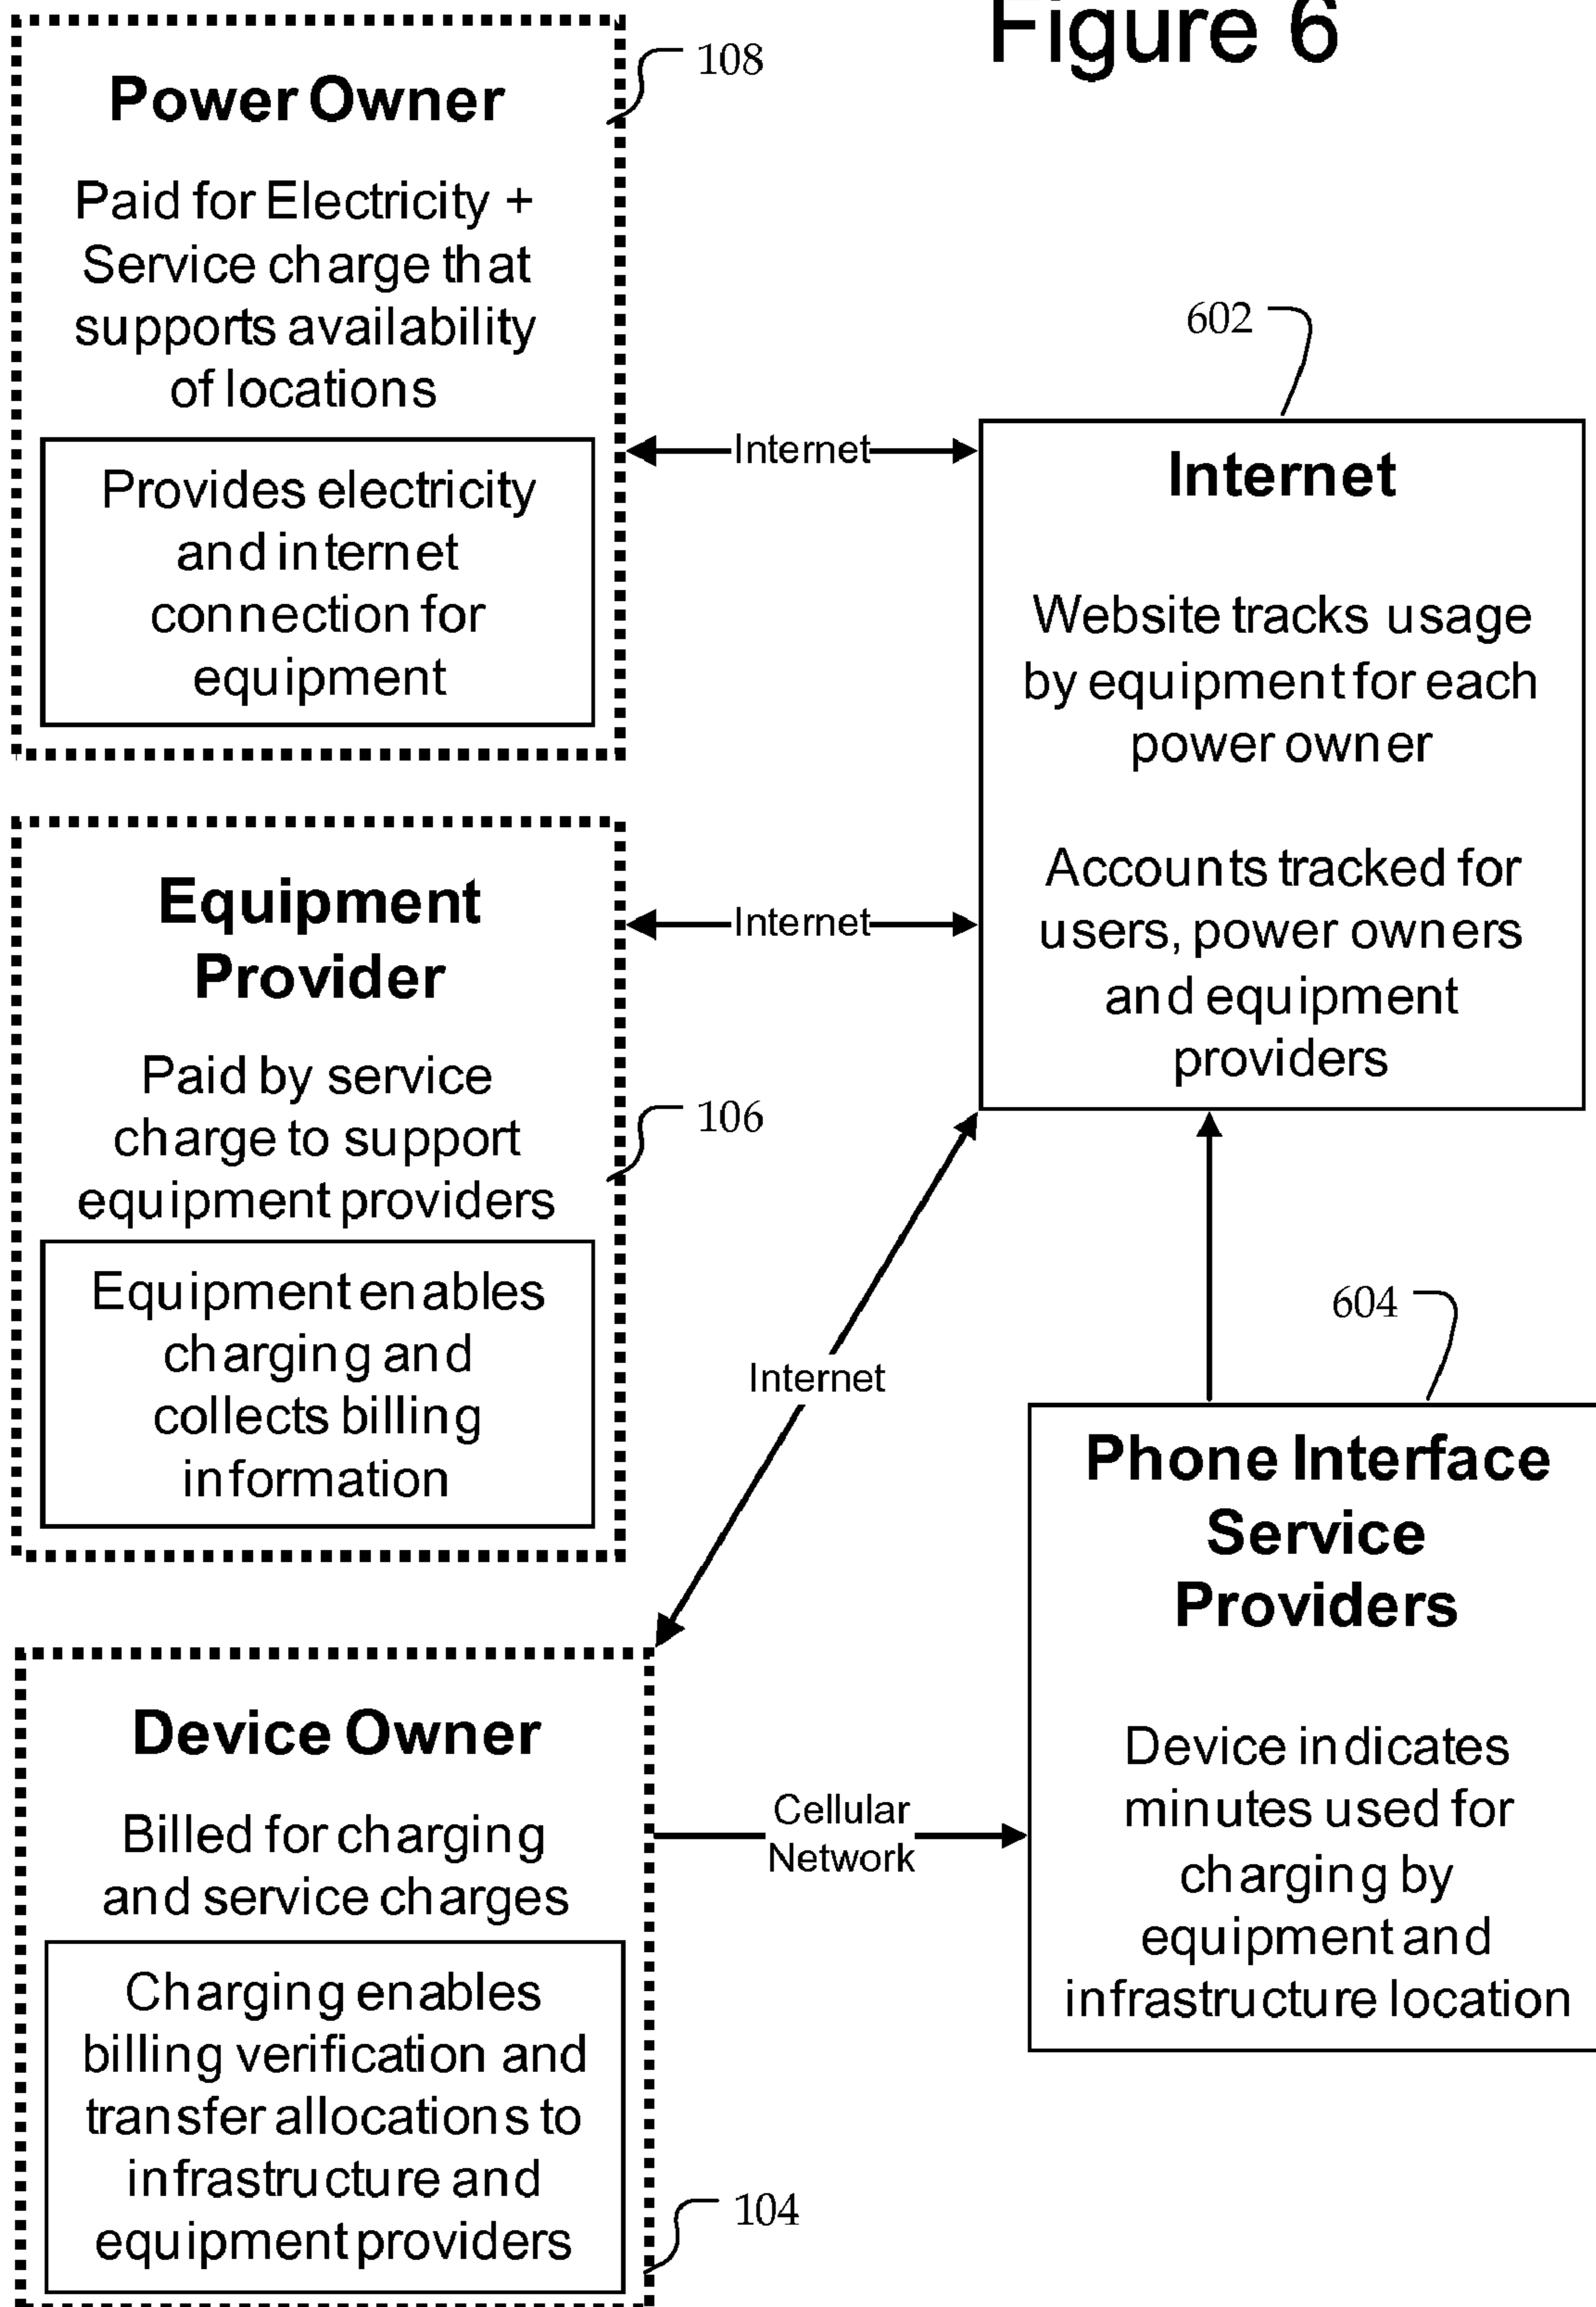 Figure 6
108
Power Owner
Paid for Electricity +
Service charge that
supports availability
of locations
Provides electricity
and internet
connection for
equipment
Internet
602
Internet
Website tracks usage
by equipment for each
power owner
Accounts tracked for
users, power owners
and equipment
providers
Equipment
Provider
Paid by service
charge to support
equipment providers
106
Equipment enables
charging and
collects billing
information
Internet
Internet
604
Phone Interface
Service
Providers
Device indicates
minutes used for
charging by
equipment and
infrastructure location
Device Owner
Billed for charging
and service charges
Charging enables
billing verification and
transfer allocations to
infrastructure and
equipment providers
104
Cellular
Network